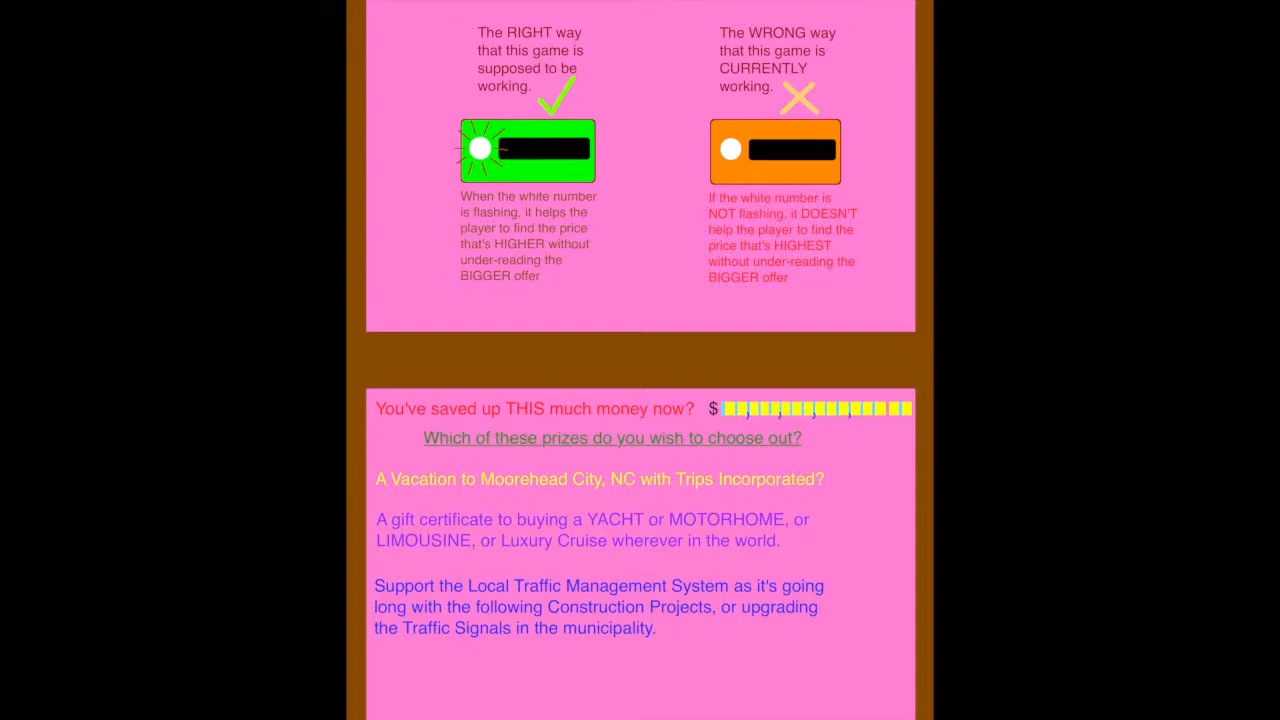 The RIGHT way
that this game is
supposed to be
working.
When the white number
is flashing, it helps the
player to find the price
that's HIGHER without
under-reading the
BIGGER offer
The WRONG way
that this game is
CURRENTLY
working.
If the white number is
NOT flashing, it DOESN'T
help the player to find the
price that's HIGHEST
without under-reading the
BIGGER offer
You've saved up THIS much money now? $ , , , ,
Which of these prizes do you wish to choose out?
A Vacation to Moorehead City, NC with Trips Incorporated?
A gift certificate to buying a YACHT or MOTORHOME, or
LIMOUSINE, or Luxury Cruise wherever in the world.
Support the Local Traffic Management System as it's going
long with the following Construction Projects, or upgrading
the Traffic Signals in the municipality.